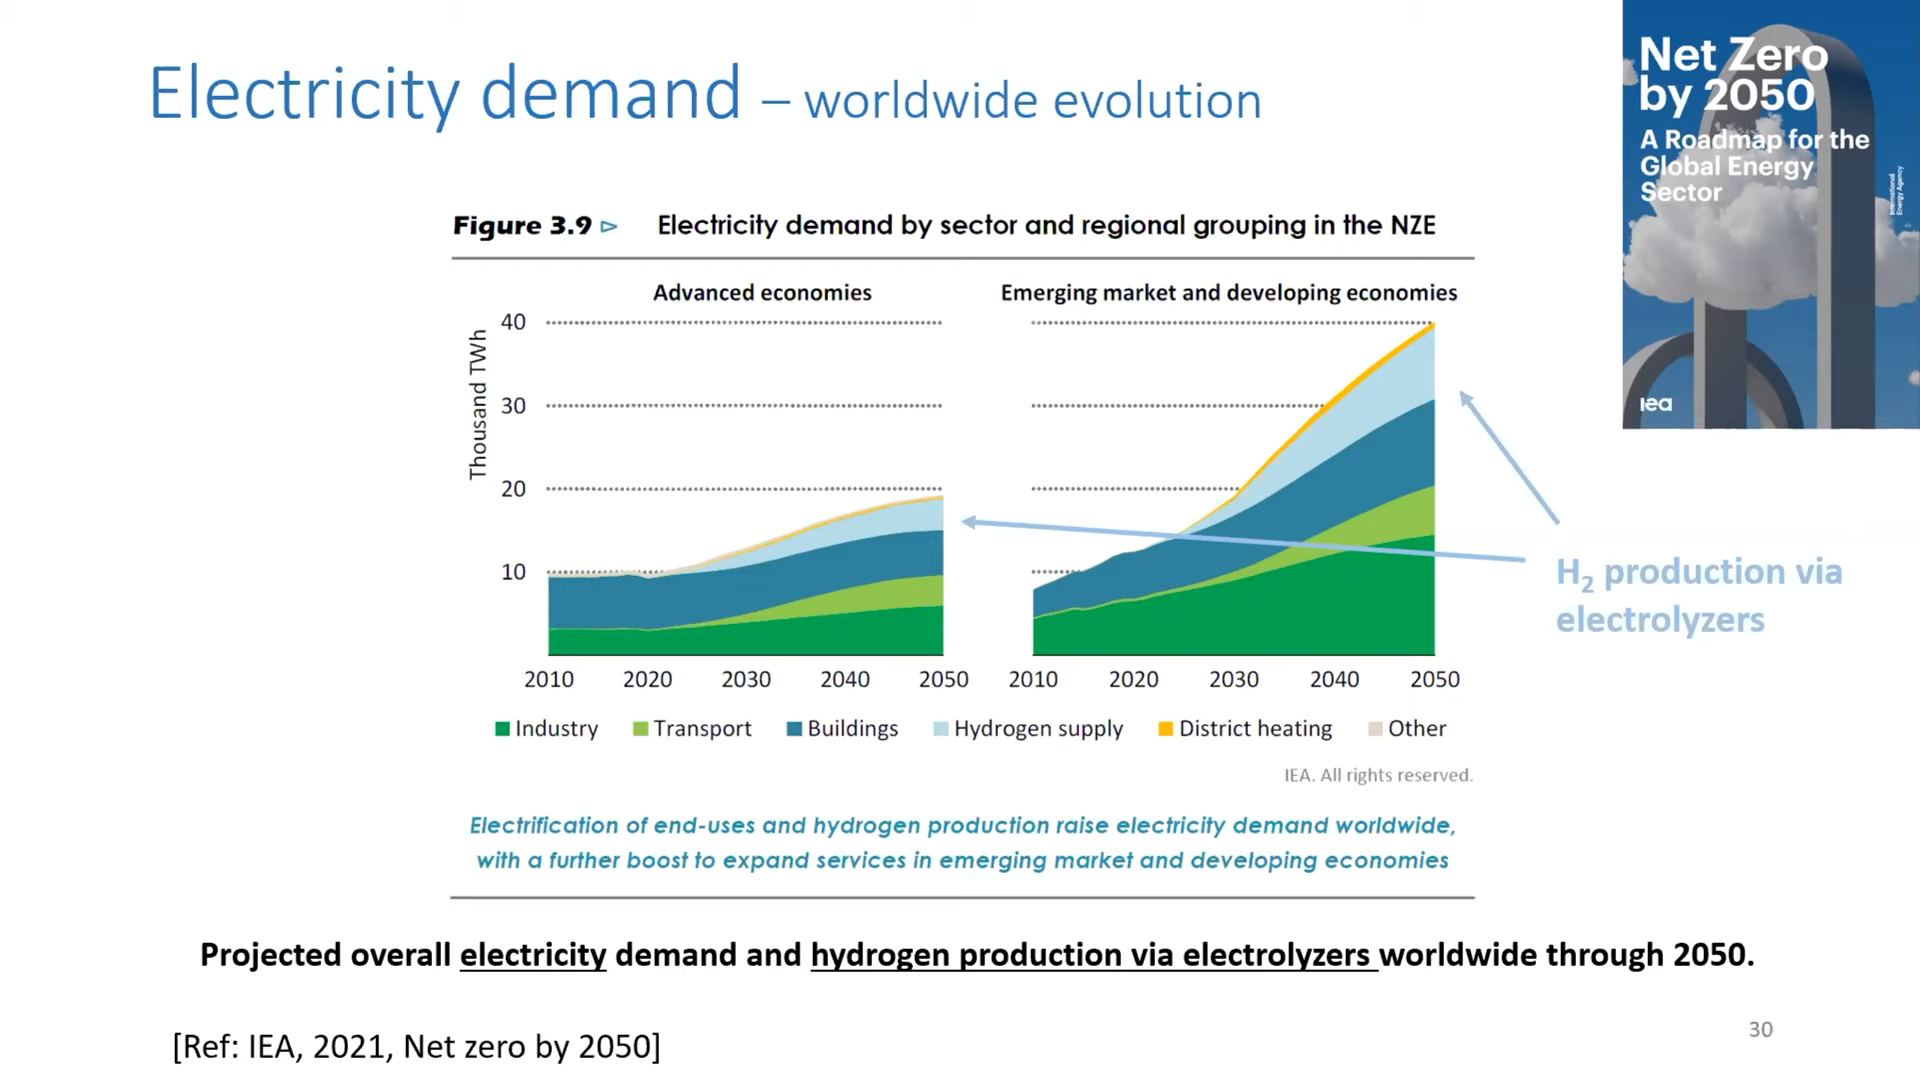 Electricity demand – worldwide evolution
Net Zero
by 2050
A Roadmap for the
Global Energy
Sector
International
Energy Agency
iea
Figure 3.9 ▷ Electricity demand by sector and regional grouping in the NZE
Advanced economies
Emerging market and developing economies
Thousand TWh
40
30
20
10
2010 2020 2030 2040 2050 2010 2020 2030 2040 2050
H₂ production via
electrolyzers
Industry Transport Buildings Hydrogen supply District heating Other
IEA. All rights reserved.
Electrification of end-uses and hydrogen production raise electricity demand worldwide,
with a further boost to expand services in emerging market and developing economies
Projected overall electricity demand and hydrogen production via electrolyzers worldwide through 2050.
[Ref: IEA, 2021, Net zero by 2050]
30